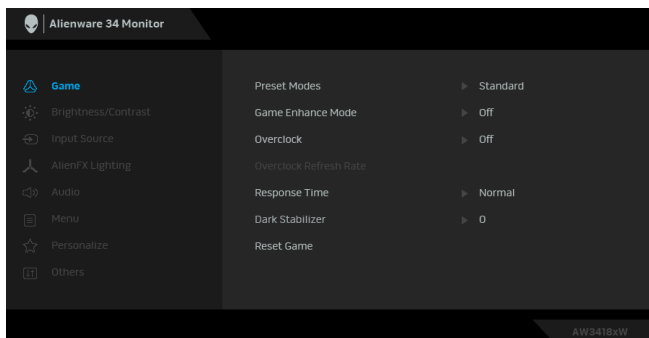 Alienware 34 Monitor
Game
Preset Modes Standard
Brightness/Contrast
Game Enhance Mode Off
Input Source
Overclock Off
AlienFX Lighting
Overclock Refresh Rate
Audio
Response Time Normal
Menu
Dark Stabilizer 0
Personalize
Reset Game
Others
AW3418xW